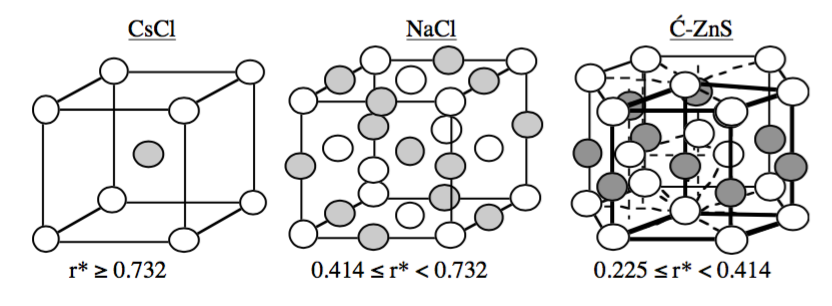 CsCl
NaCl
Ć-ZnS
r* ≥ 0.732
0.414 ≤ r* < 0.732
0.225 ≤ r* < 0.414